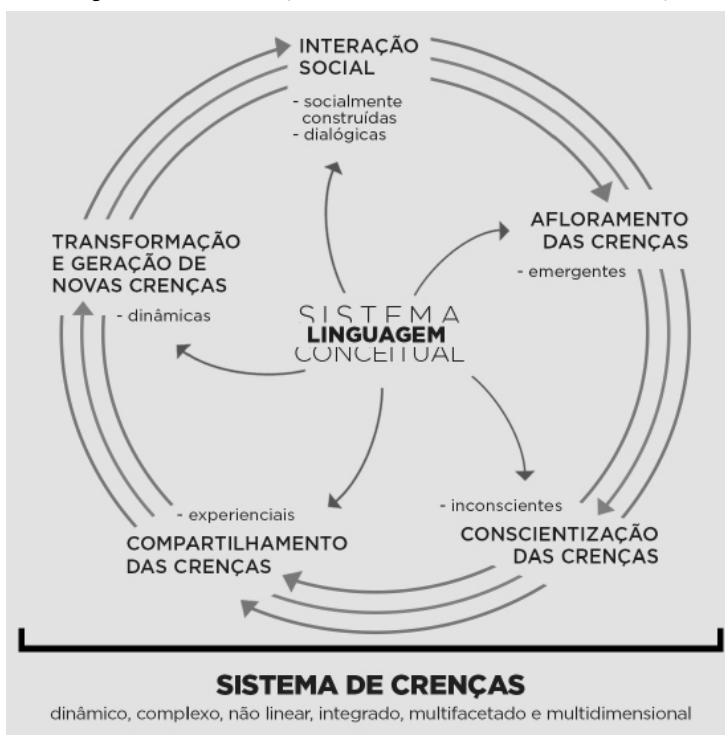 INTERAÇÃO
SOCIAL
- socialmente
construídas
- dialógicas
AFLORAMENTO
DAS CRENÇAS
- emergentes
TRANSFORMAÇÃO
E GERAÇÃO DE
NOVAS CRENÇAS
- dinâmicas
SISTEMA
LINGUAGEM
CONCEITUAL
- inconscientes
CONSCIENTIZAÇÃO
DAS CRENÇAS
- experienciais
COMPARTILHAMENTO
DAS CRENÇAS
SISTEMA DE CRENÇAS
dinâmico, complexo, não linear, integrado, multifacetado e multidimensional